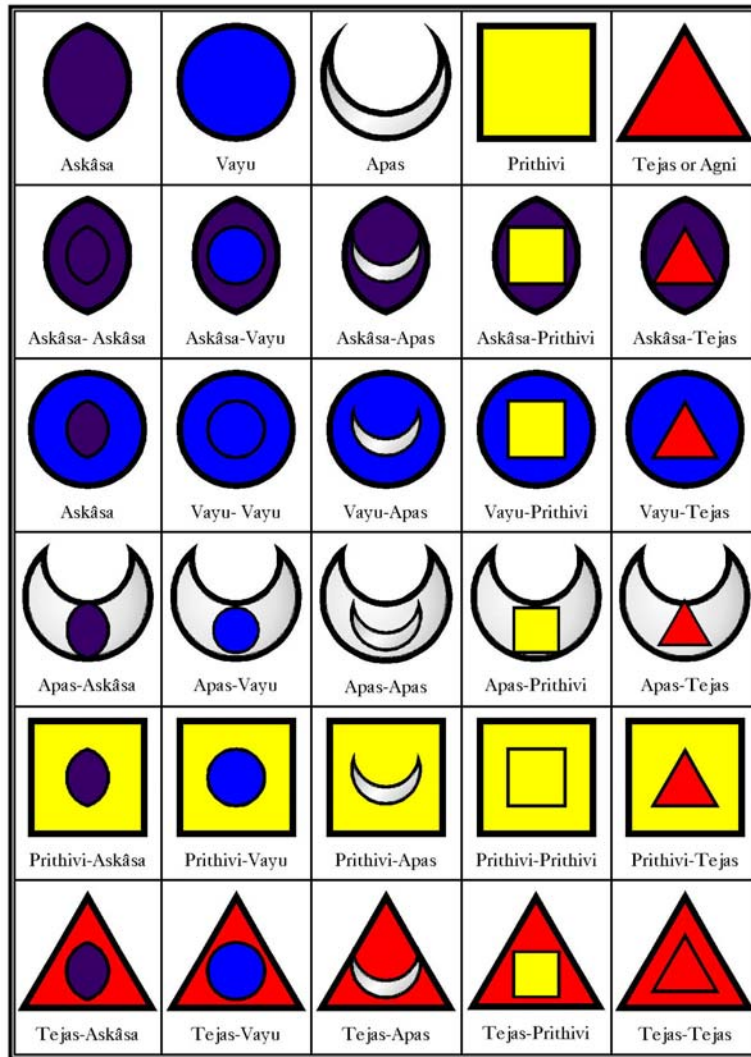 Askâsa
Vayu
Apas
Prithivi
Tejas or Agni
Askâsa- Askâsa
Askâsa-Vayu
Askâsa-Apas
Askâsa-Prithivi
Askâsa-Tejas
Askâsa
Vayu- Vayu
Vayu-Apas
Vayu-Prithivi
Vayu-Tejas
Apas-Askâsa
Apas-Vayu
Apas-Apas
Apas-Prithivi
Apas-Tejas
Prithivi-Askâsa
Prithivi-Vayu
Prithivi-Apas
Prithivi-Prithivi
Prithivi-Tejas
Tejas-Askâsa
Tejas-Vayu
Tejas-Apas
Tejas-Prithivi
Tejas-Tejas